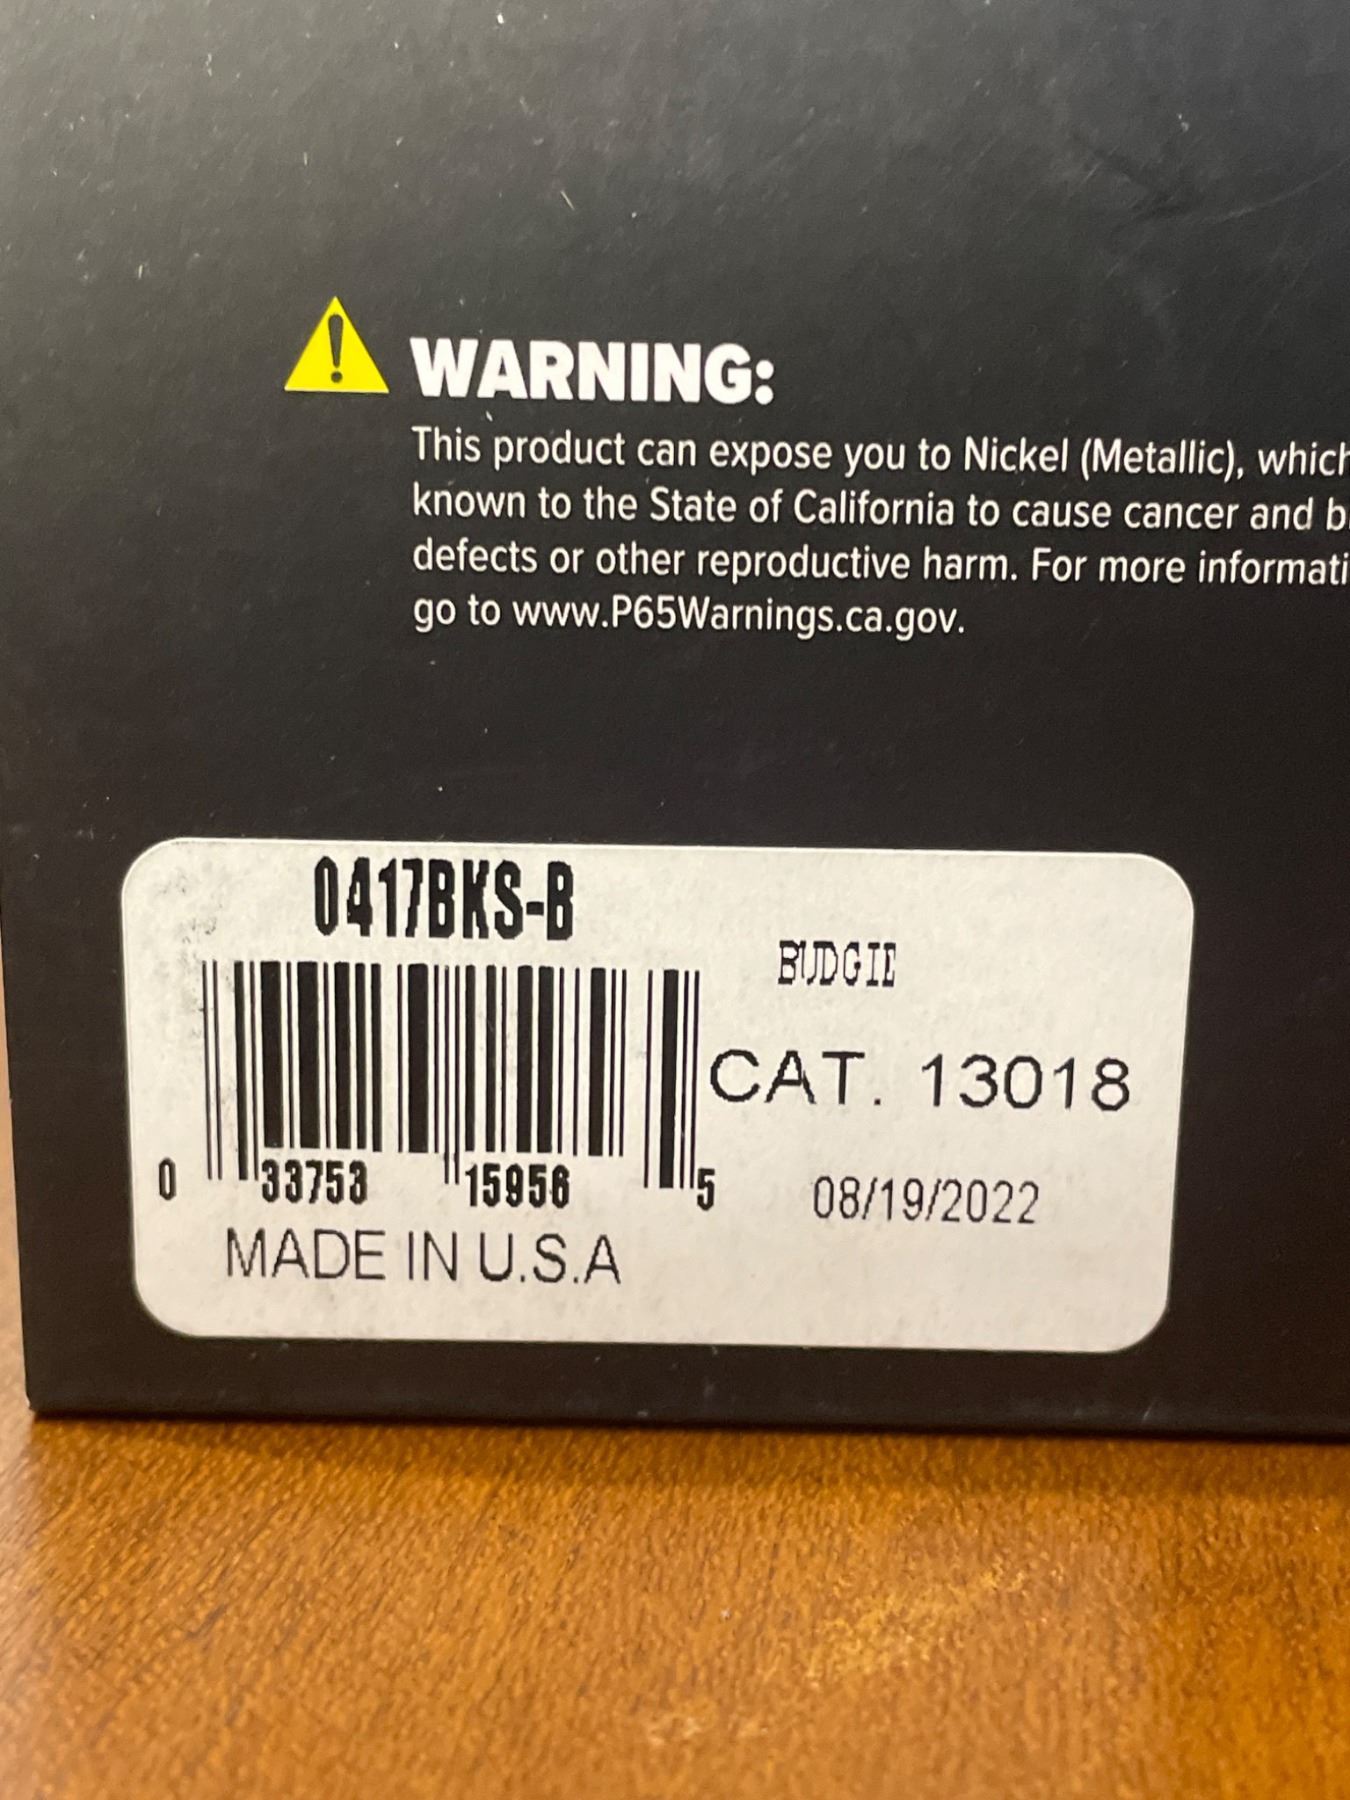 WARNING:
This product can expose you to Nickel (Metallic), which
known to the State of California to cause cancer and b
defects or other reproductive harm. For more informati
go to www.P65Warnings.ca.gov.
0417BKS-B
BUDGIE
CAT. 13018
0 33753 15956 5
08/19/2022
MADE IN U.S.A